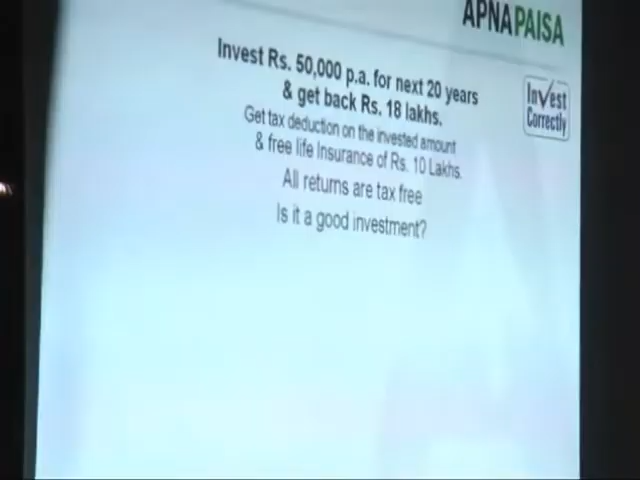 APNAPAISA
Invest Rs. 50,000 p.a. for next 20 years
& get back Rs. 18 lakhs.
Invest
Correctly
Get tax deduction on the invested amount
& free life Insurance of Rs. 10 Lakhs.
All returns are tax free
Is it a good investment?